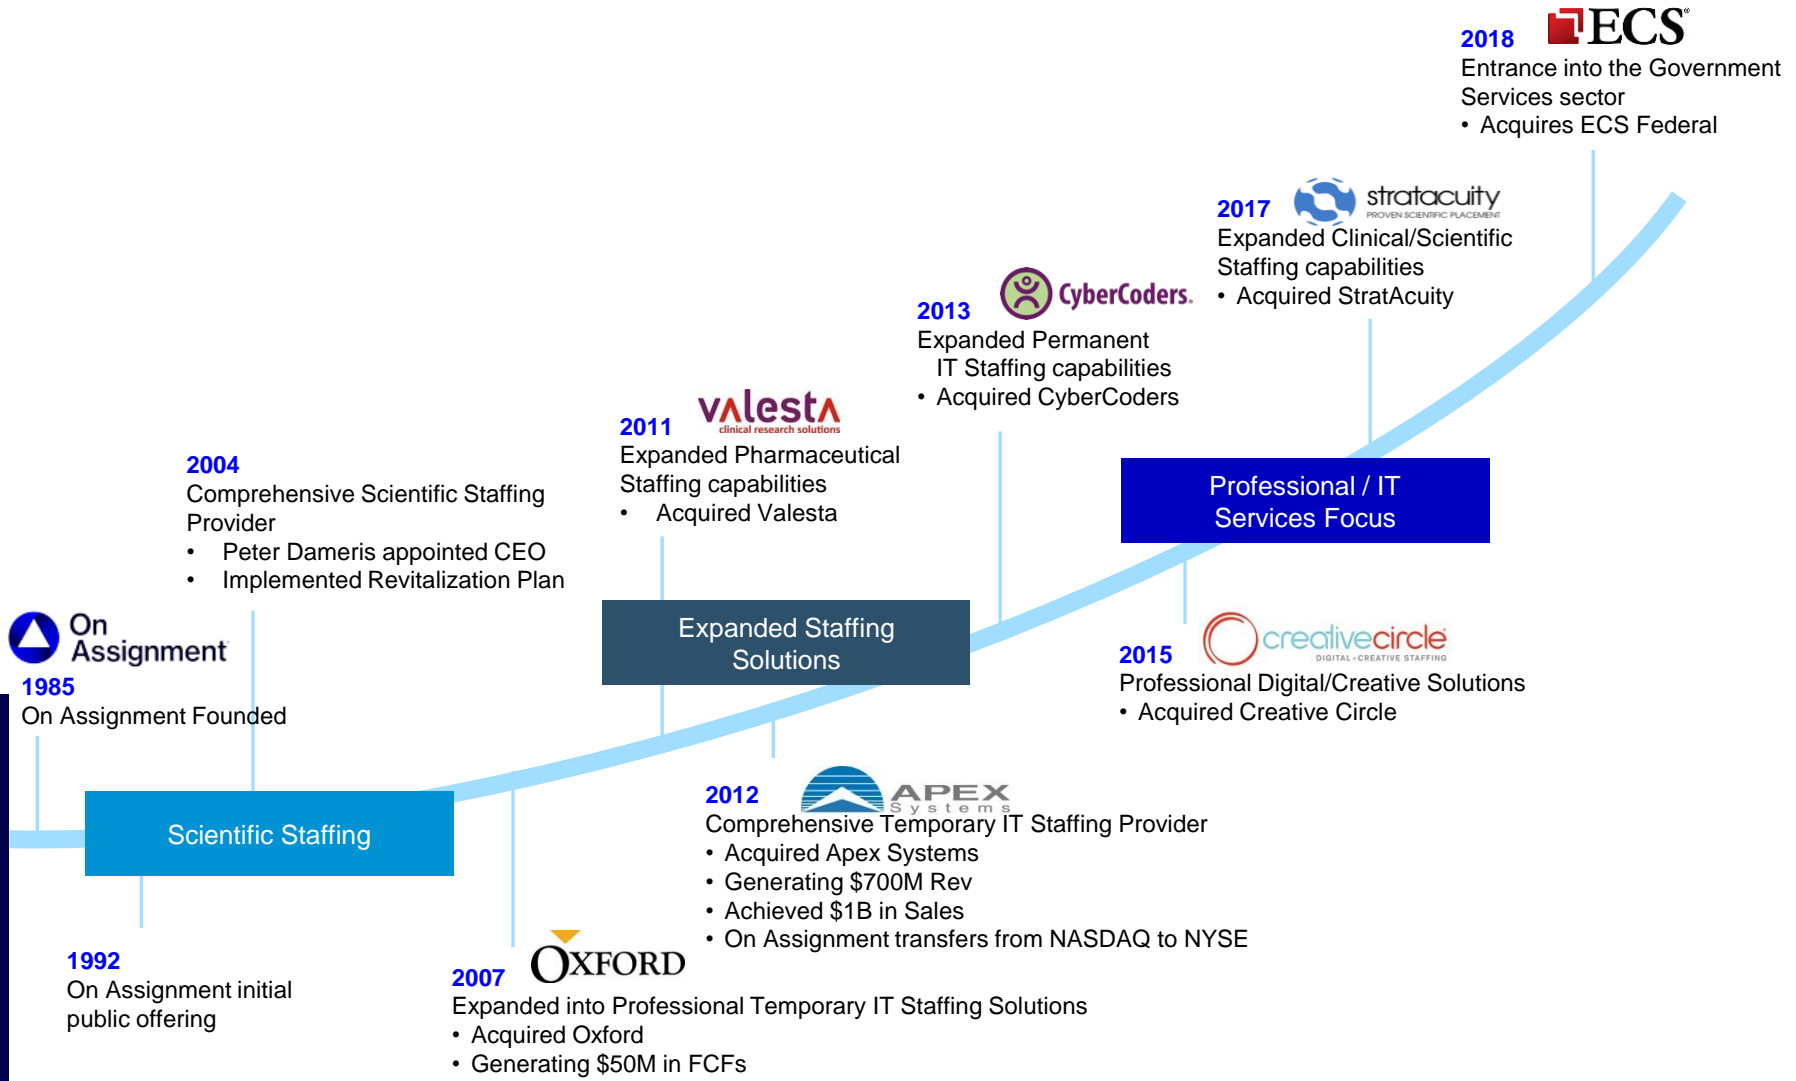 On
Assignment
1985
On Assignment Founded
1992
On Assignment initial
public offering
Scientific Staffing
2004
Comprehensive Scientific Staffing
Provider
• Peter Dameris appointed CEO
• Implemented Revitalization Plan
OXFORD
2007
Expanded into Professional Temporary IT Staffing Solutions
• Acquired Oxford
• Generating $50M in FCFs
vʌlestʌ
clinical research solutions
2011
Expanded Pharmaceutical
Staffing capabilities
• Acquired Valesta
Expanded Staffing
Solutions
APEX
Systems
2012
Comprehensive Temporary IT Staffing Provider
• Acquired Apex Systems
• Generating $700M Rev
• Achieved $1B in Sales
• On Assignment transfers from NASDAQ to NYSE
CyberCoders.
2013
Expanded Permanent
IT Staffing capabilities
• Acquired CyberCoders
Professional / IT
Services Focus
creativecircle
DIGITAL • CREATIVE STAFFING
2015
Professional Digital/Creative Solutions
• Acquired Creative Circle
stratacuity
PROVEN SCIENTIFIC PLACEMENT
2017
Expanded Clinical/Scientific
Staffing capabilities
• Acquired StratAcuity
ECS®
2018
Entrance into the Government
Services sector
• Acquires ECS Federal